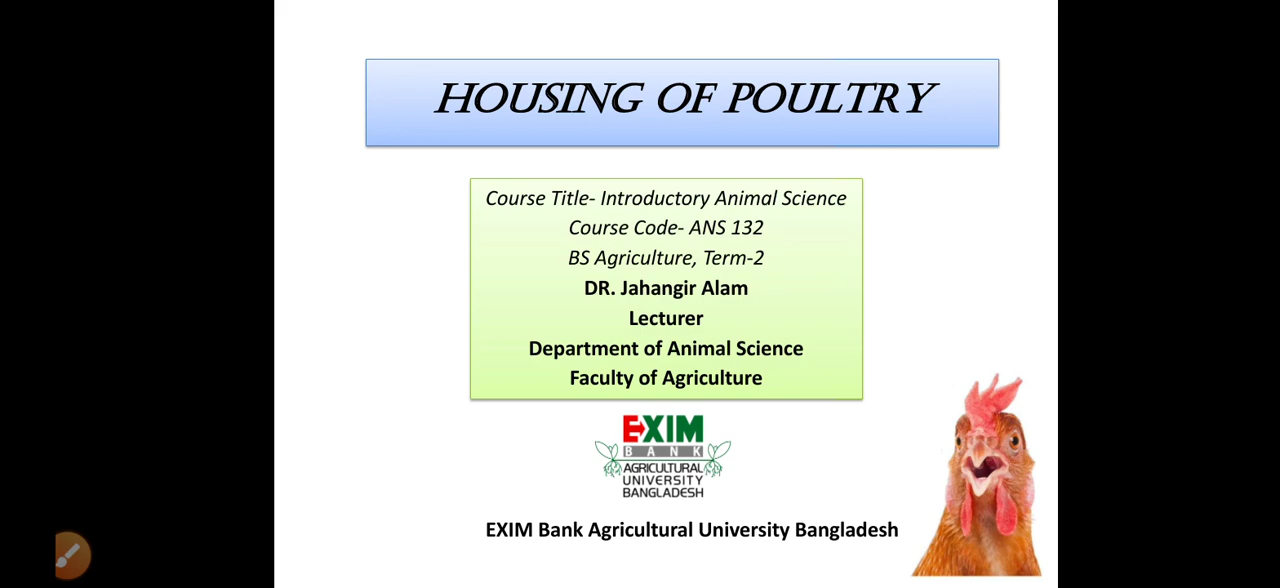 HOUSING OF POULTRY
Course Title- Introductory Animal Science
Course Code- ANS 132
BS Agriculture, Term-2
DR. Jahangir Alam
Lecturer
Department of Animal Science
Faculty of Agriculture
EXIM
BANK
AGRICULTURAL
UNIVERSITY
BANGLADESH
EXIM Bank Agricultural University Bangladesh